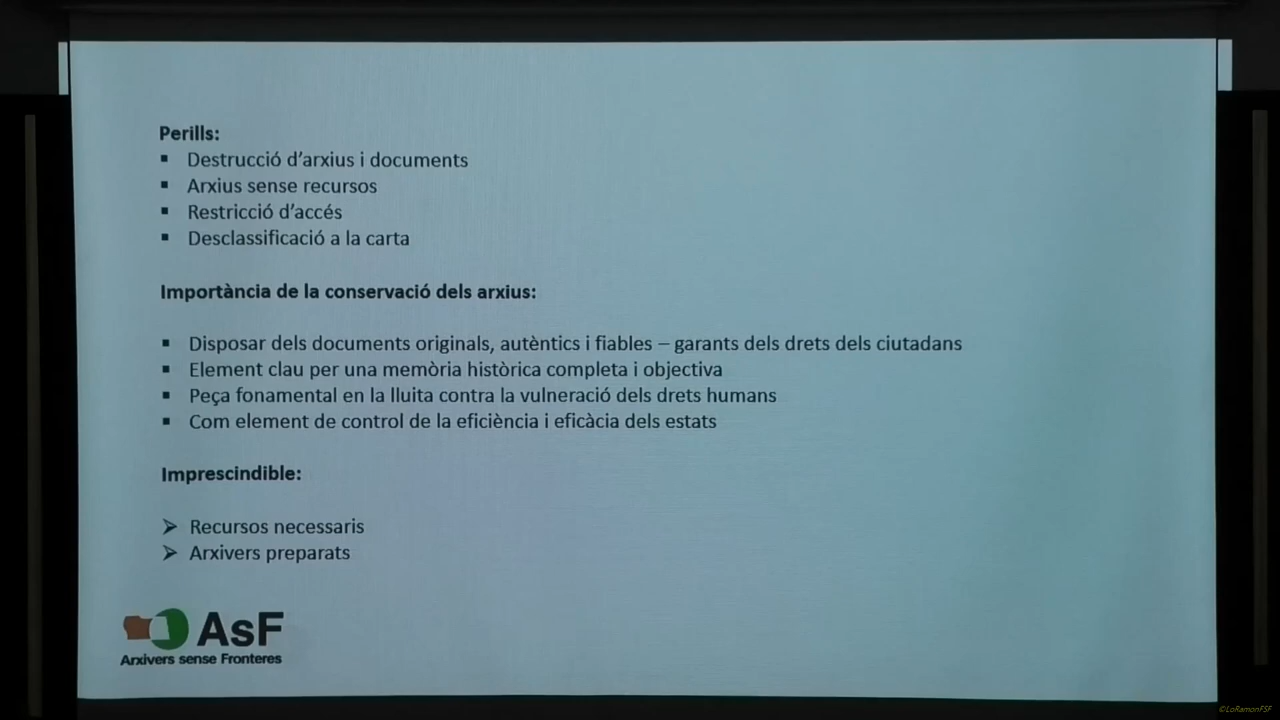 Perills:
▪ Destrucció d'arxius i documents
▪ Arxius sense recursos
▪ Restricció d'accés
▪ Desclassificació a la carta
Importància de la conservació dels arxius:
▪ Disposar dels documents originals, autèntics i fiables – garants dels drets dels ciutadans
▪ Element clau per una memòria històrica completa i objectiva
▪ Peça fonamental en la lluita contra la vulneració dels drets humans
▪ Com element de control de la eficiència i eficàcia dels estats
Imprescindible:
➢ Recursos necessaris
➢ Arxivers preparats
AsF
Arxivers sense Fronteres
©LoRamonFSF